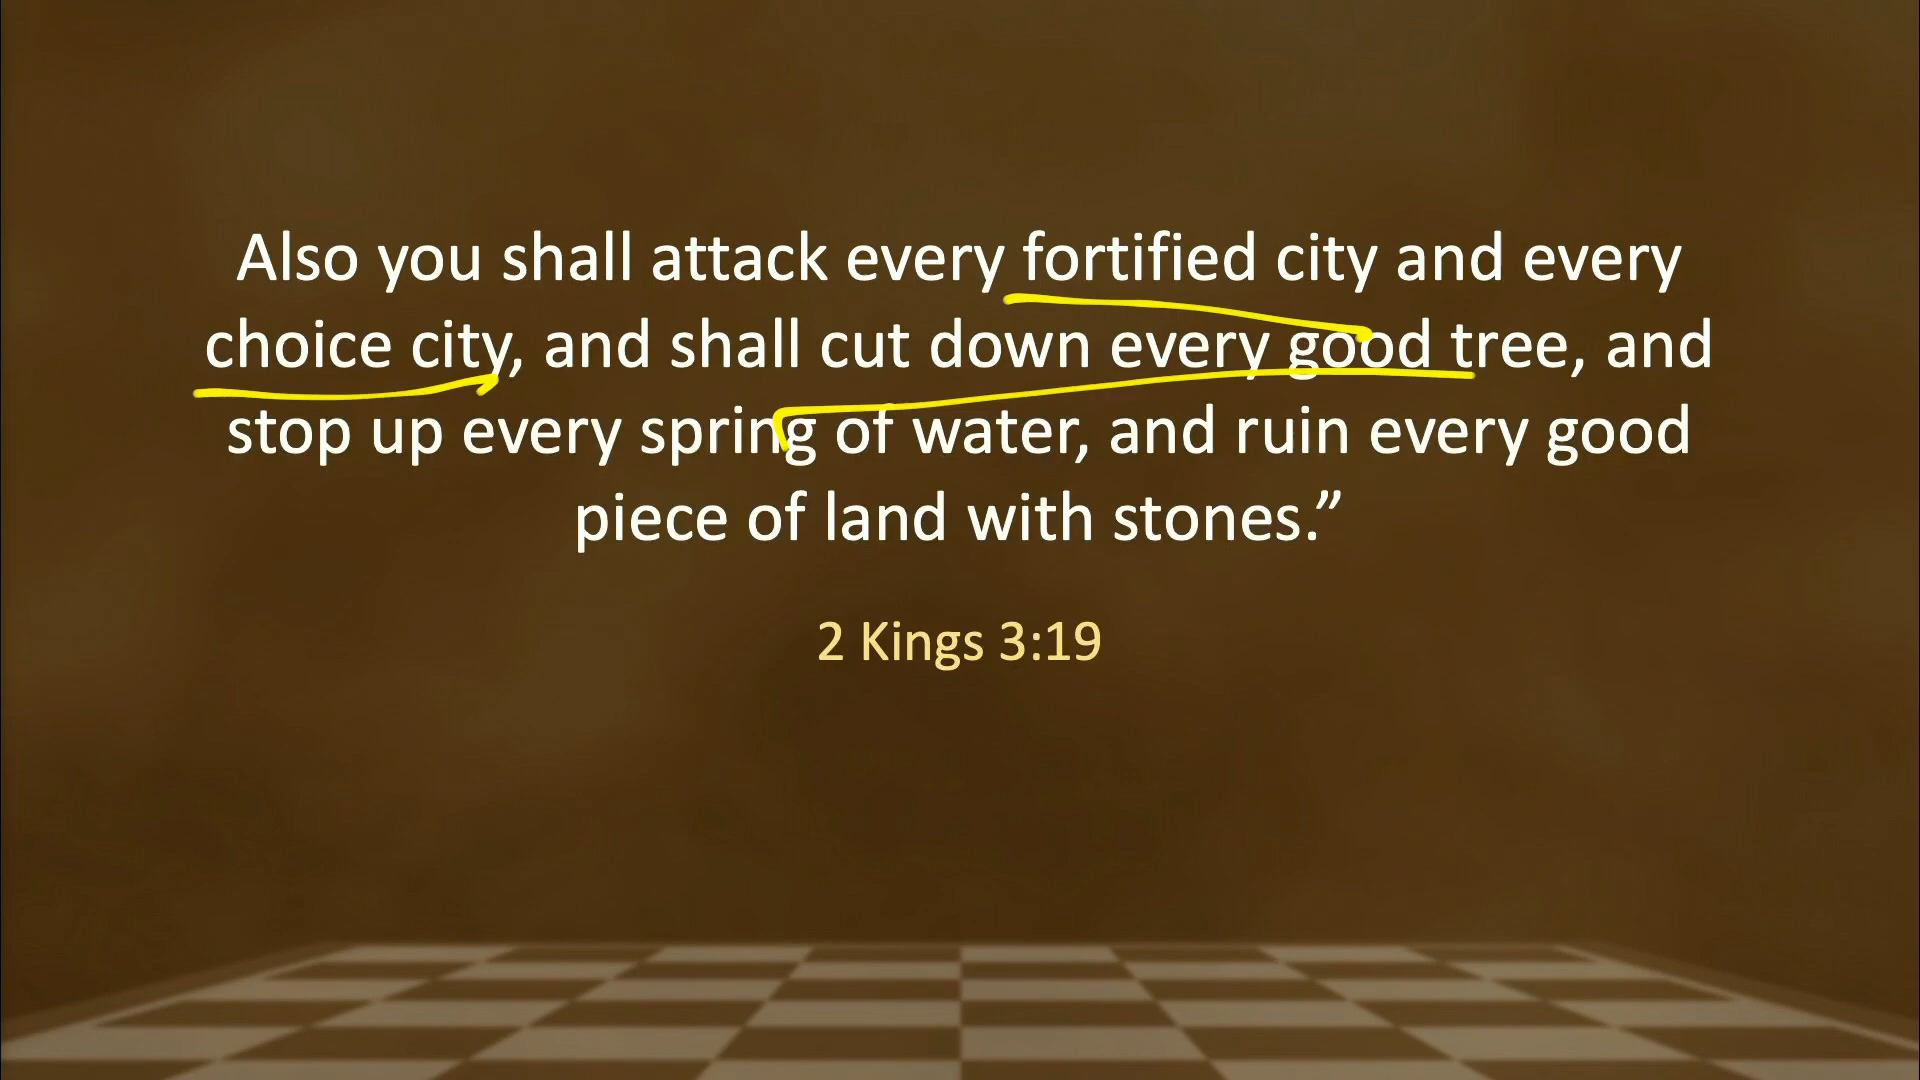 Also you shall attack every fortified city and every
choice city, and shall cut down every good tree, and
stop up every spring of water, and ruin every good
piece of land with stones.”
2 Kings 3:19